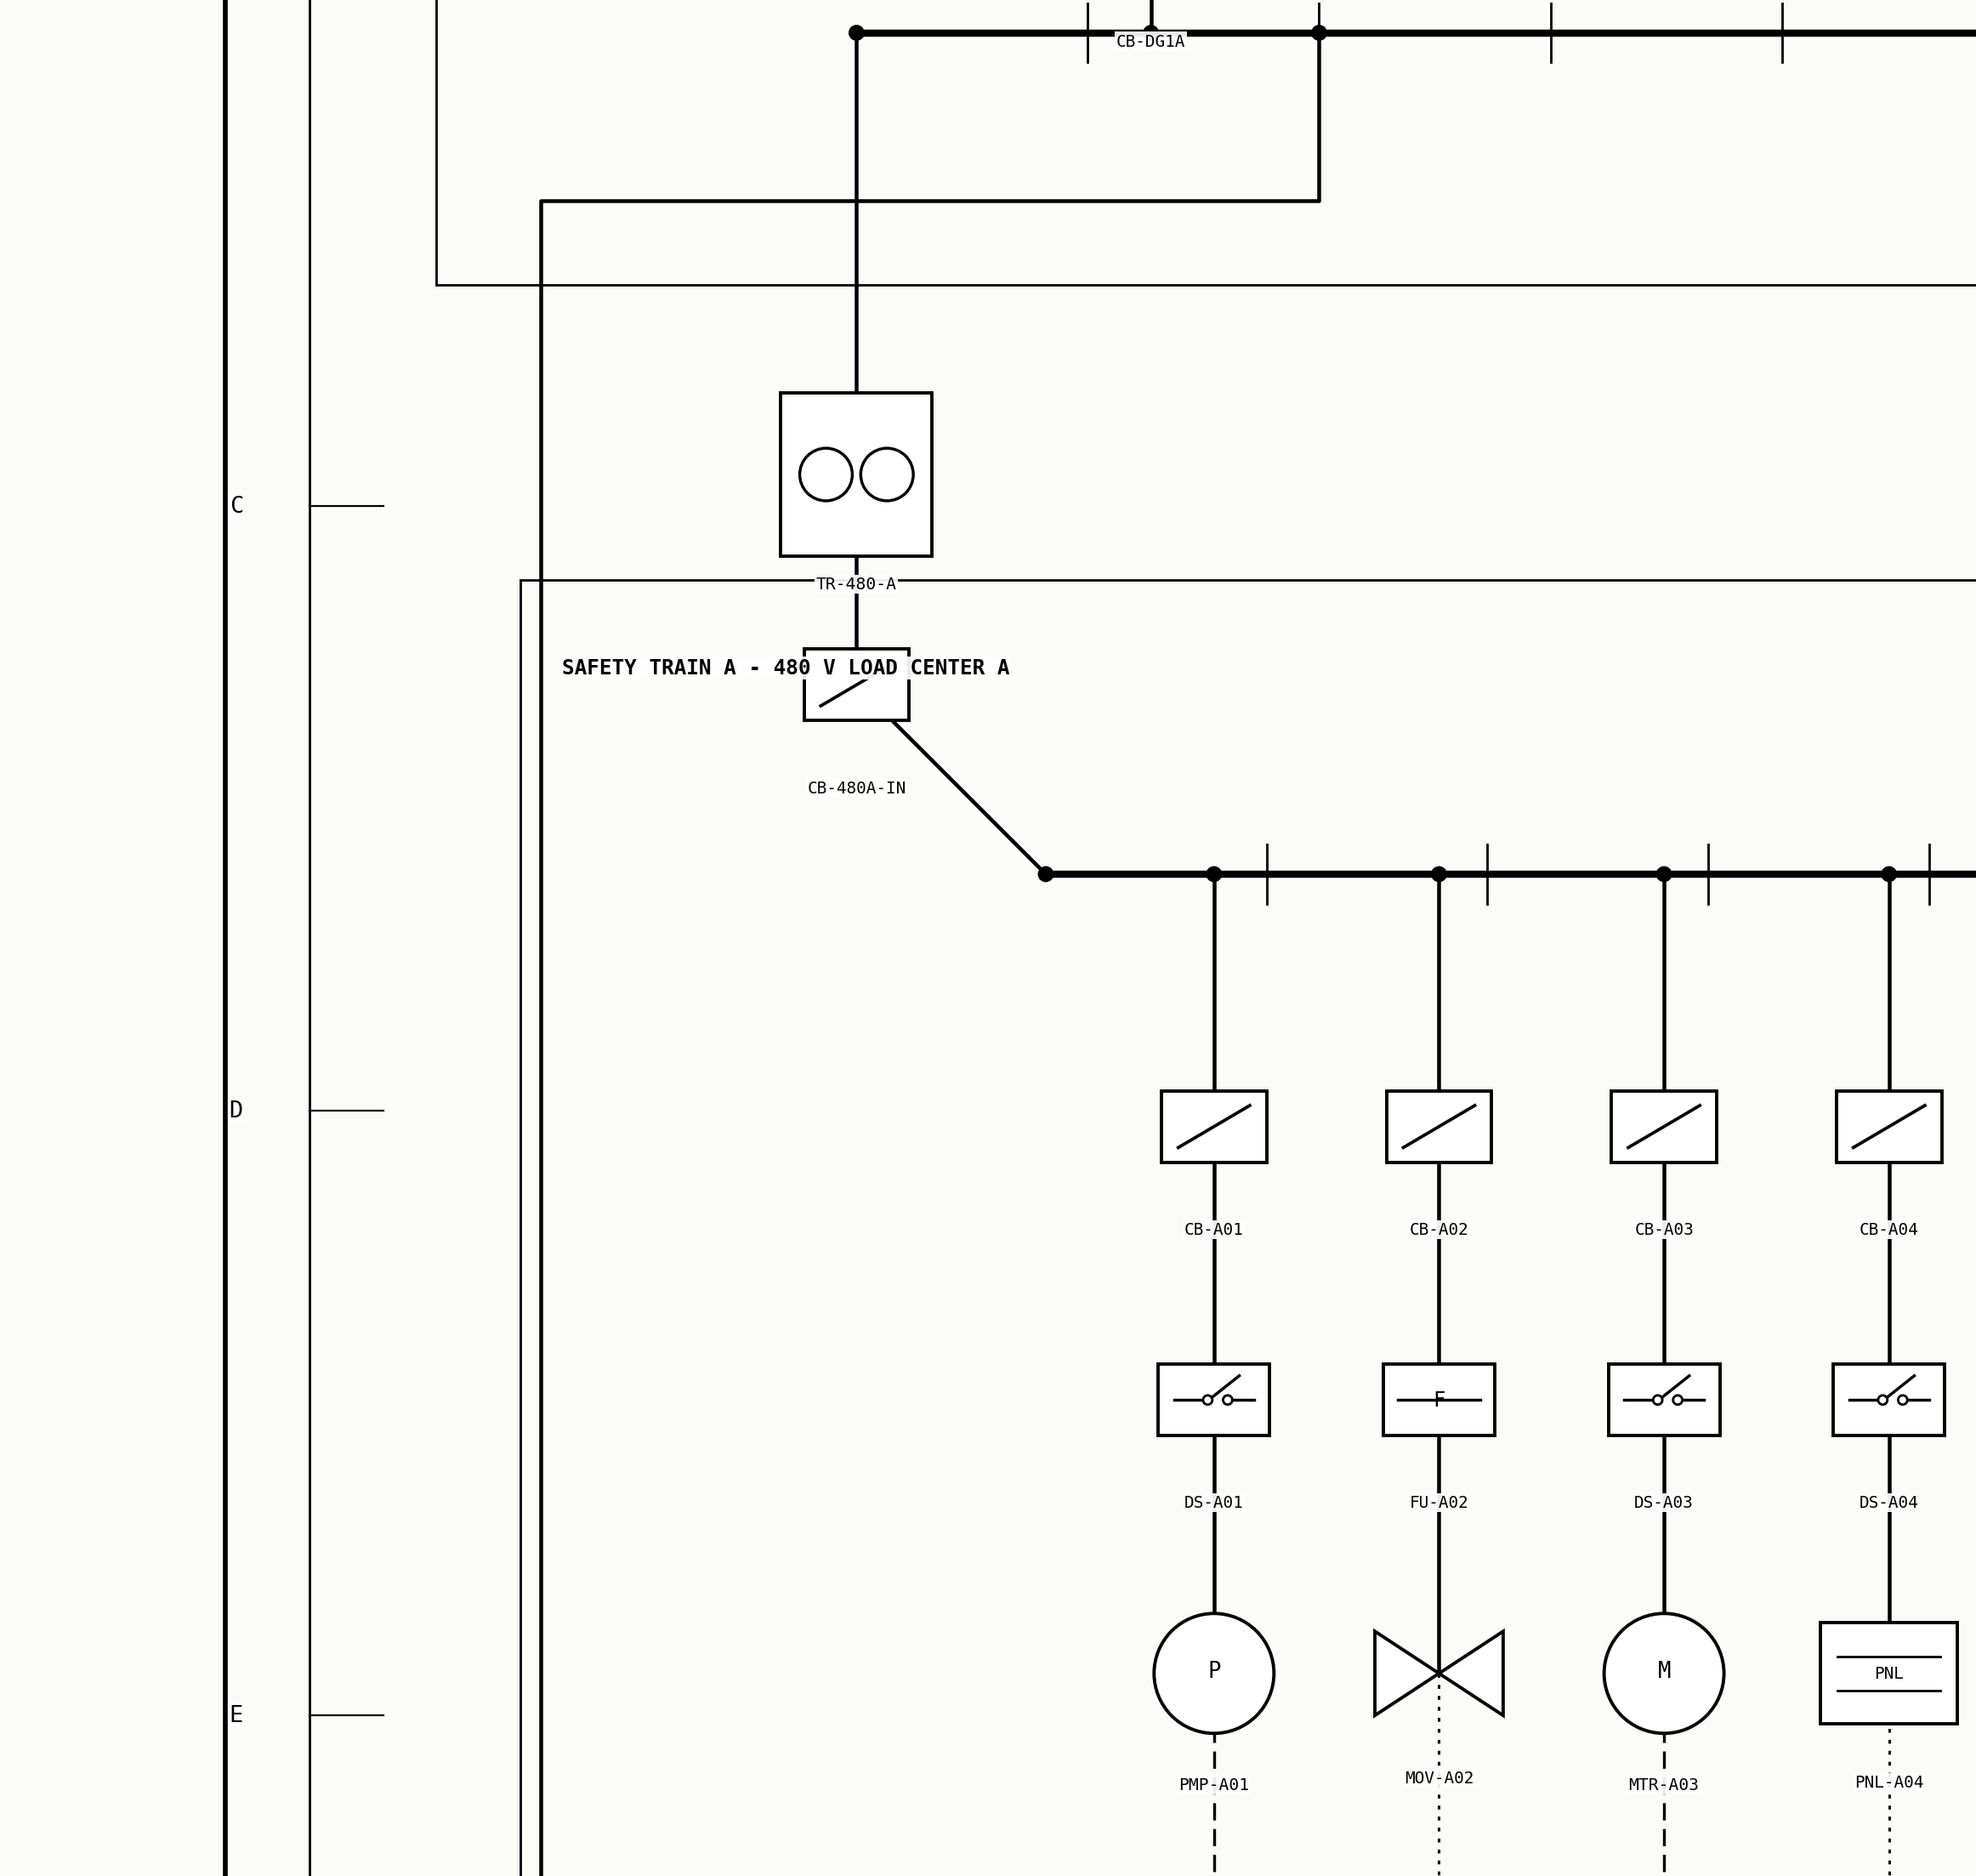 CB-DG1A
C
TR-480-A
SAFETY TRAIN A - 480 V LOAD CENTER A
CB-480A-IN
D
CB-A01 CB-A02 CB-A03 CB-A04
F
DS-A01 FU-A02 DS-A03 DS-A04
P M PNL
E
PMP-A01 MOV-A02 MTR-A03 PNL-A04